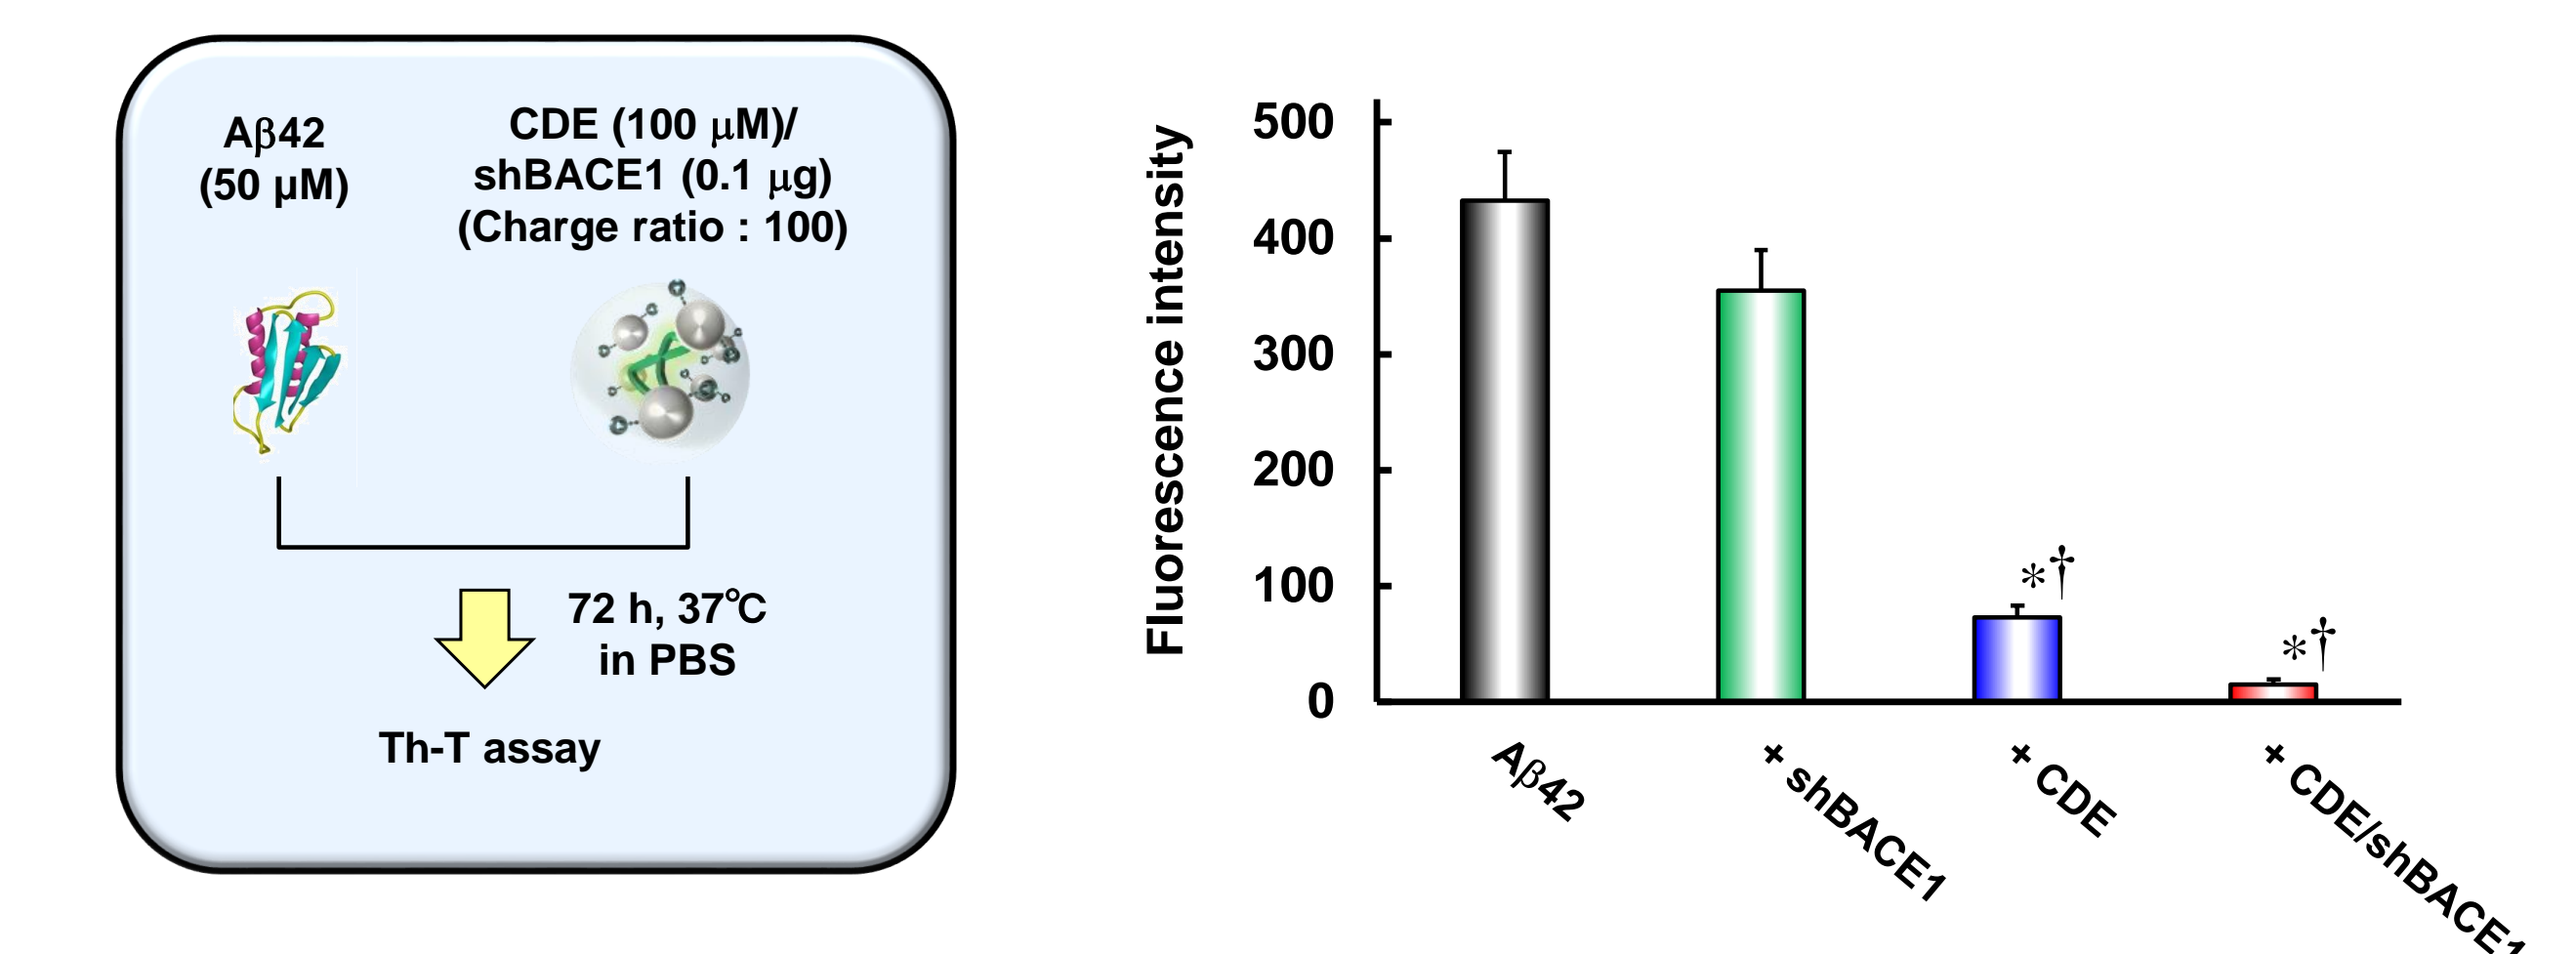 Aβ42
(50 µM)
CDE (100 μM)/
shBACE1 (0.1 μg)
(Charge ratio : 100)
72 h, 37℃
in PBS
Th-T assay
Fluorescence intensity
500
400
300
200
100
0
*†
*†
Aβ42
+ shBACE1
+ CDE
+ CDE/shBACE1